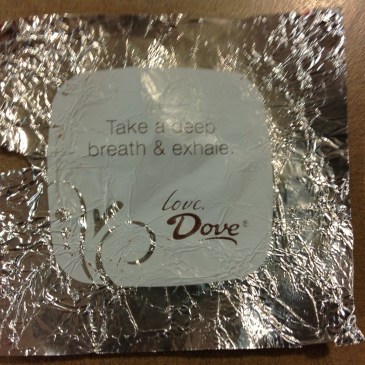 Take a deep
breath & exhale.
love,
Dove®